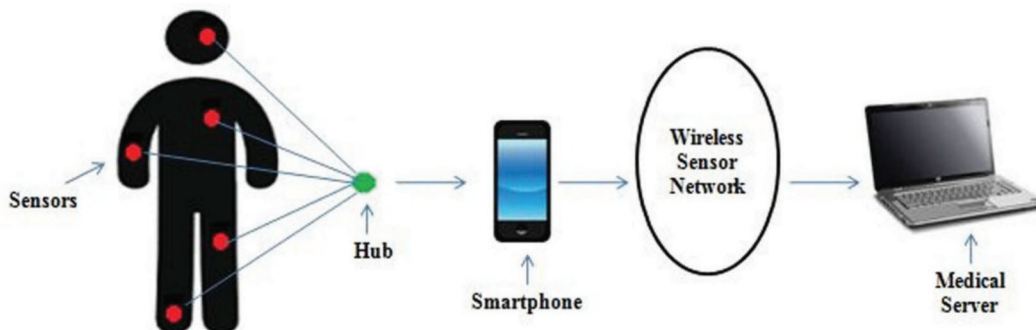 Sensors
Hub
Smartphone
Wireless
Sensor
Network
Medical
Server